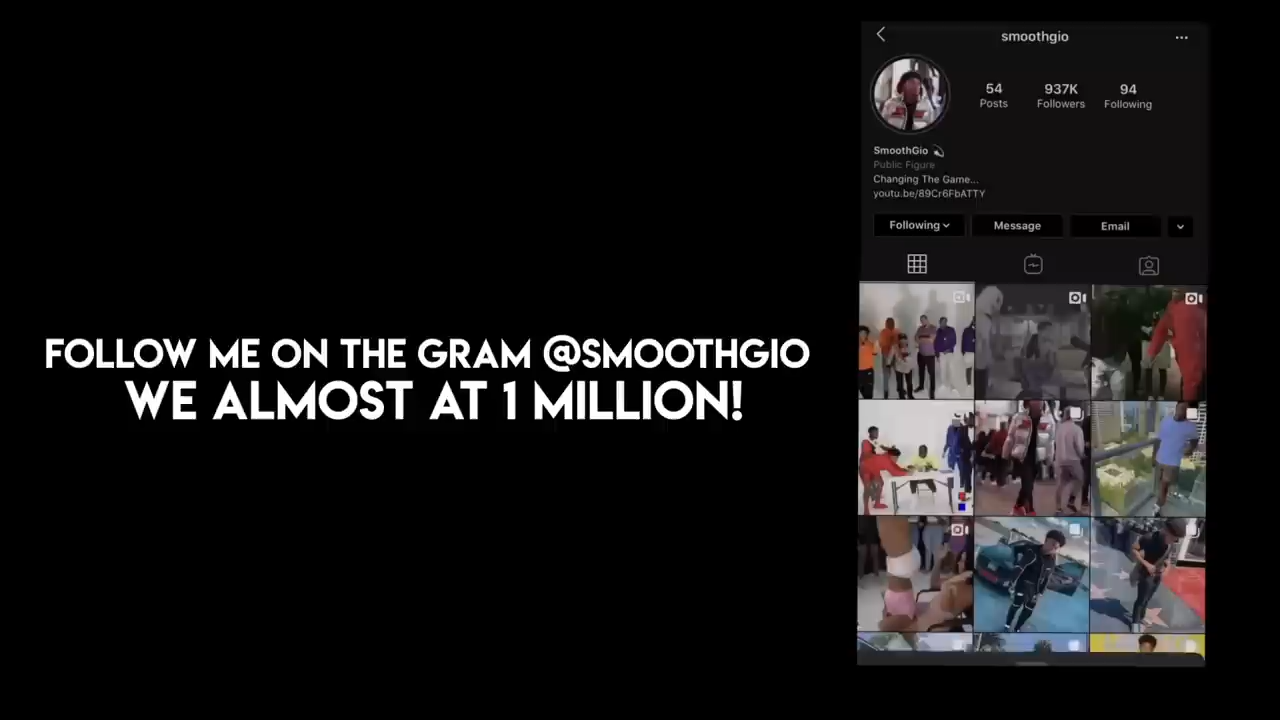 FOLLOW ME ON THE GRAM @SMOOTHGIO
WE ALMOST AT 1 MILLION!
smoothgio
54
Posts
937K
Followers
94
Following
SmoothGio
Public Figure
Changing The Game...
youtu.be/89Cr6FbATTY
Following
Message
Email